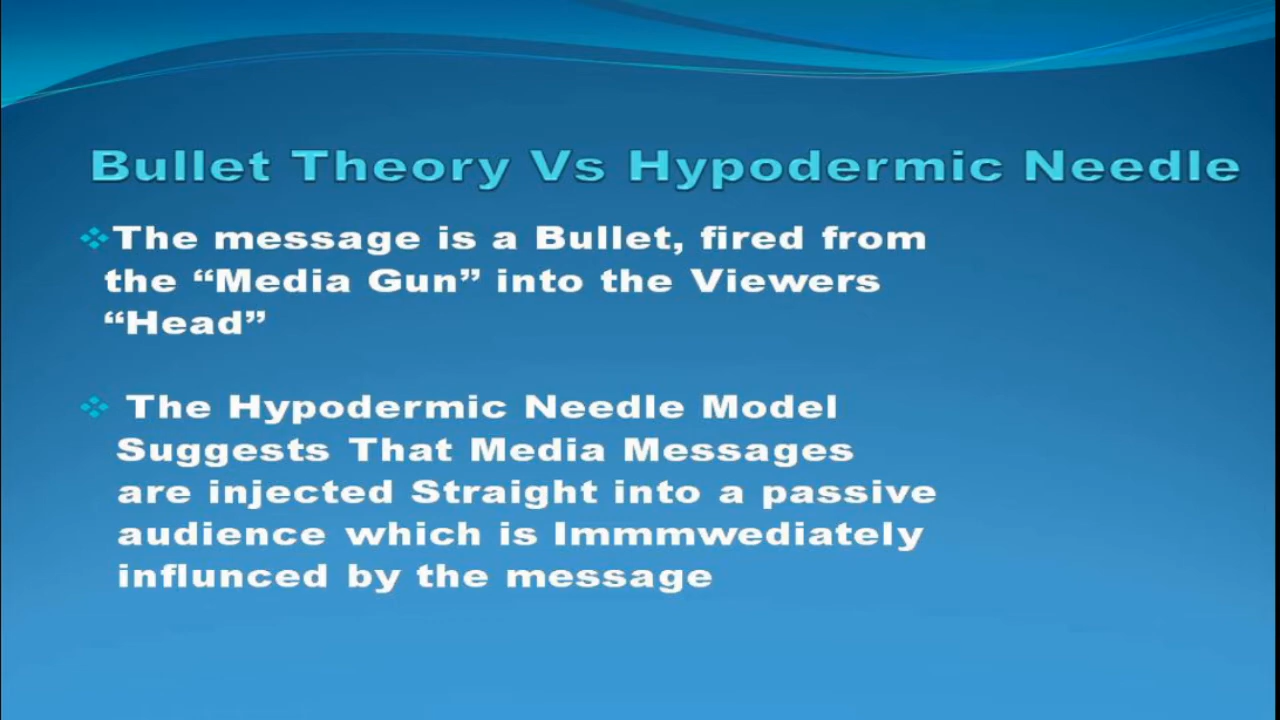 Bullet Theory Vs Hypodermic Needle
The message is a Bullet, fired from
the “Media Gun” into the Viewers
“Head”
The Hypodermic Needle Model
Suggests That Media Messages
are injected Straight into a passive
audience which is Immmwediately
influnced by the message